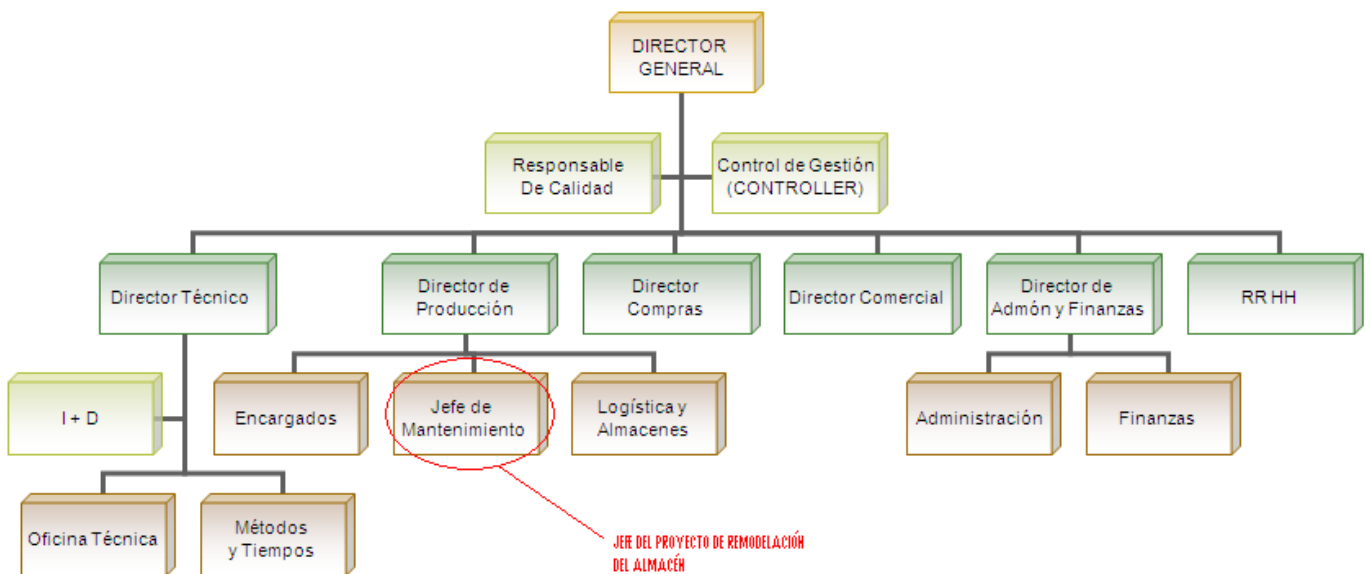 DIRECTOR
GENERAL
Responsable
De Calidad
Control de Gestión
(CONTROLLER)
Director Técnico
Director de
Producción
Director
Compras
Director Comercial
Director de
Admón y Finanzas
RR HH
I + D
Encargados
Jefe de
Mantenimiento
Logística y
Almacenes
Administración
Finanzas
Oficina Técnica
Métodos
y Tiempos
JEFE DEL PROYECTO DE REMODELACIÓN
DEL ALMACÉN